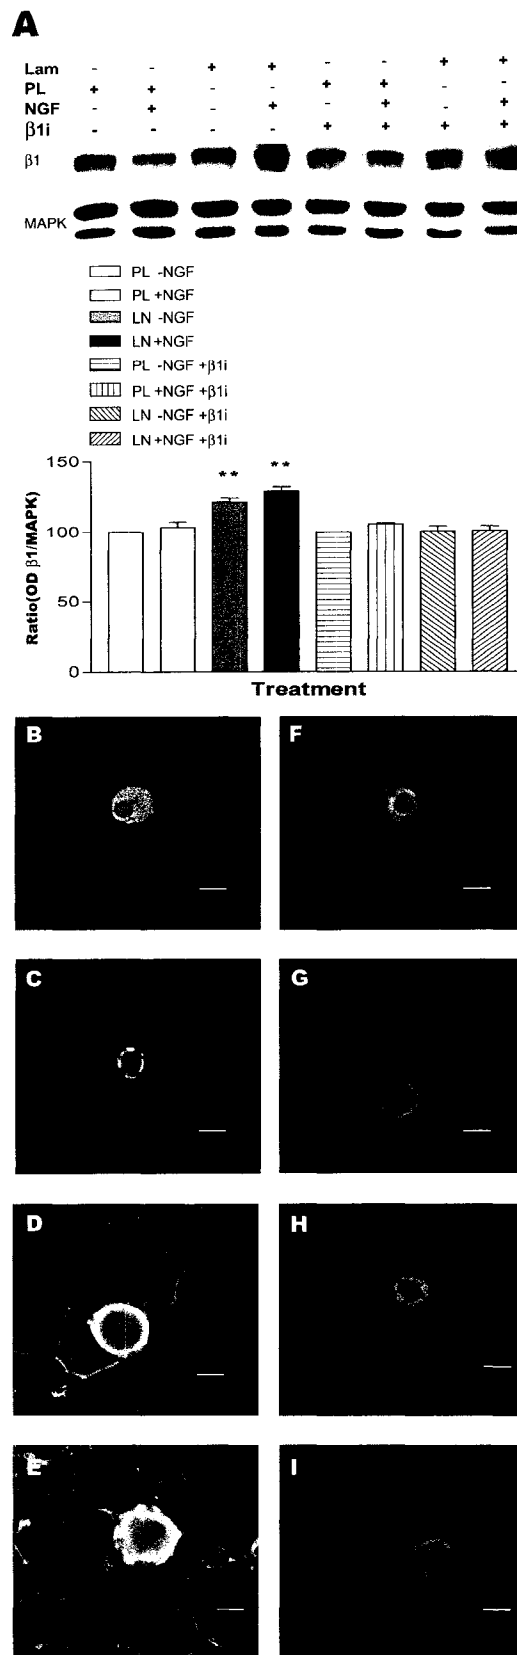 A
Lam - - + + - - + +
PL + + - - + + - -
NGF - + - + - + - +
β1i - - - - + + + +
β1
MAPK
PL -NGF
PL +NGF
LN -NGF
LN +NGF
PL -NGF +β1i
PL +NGF +β1i
LN -NGF +β1i
LN +NGF +β1i
Ratio(OD β1/MAPK)
150
100
50
0
** **
Treatment
B
F
C
G
D
H
E
I